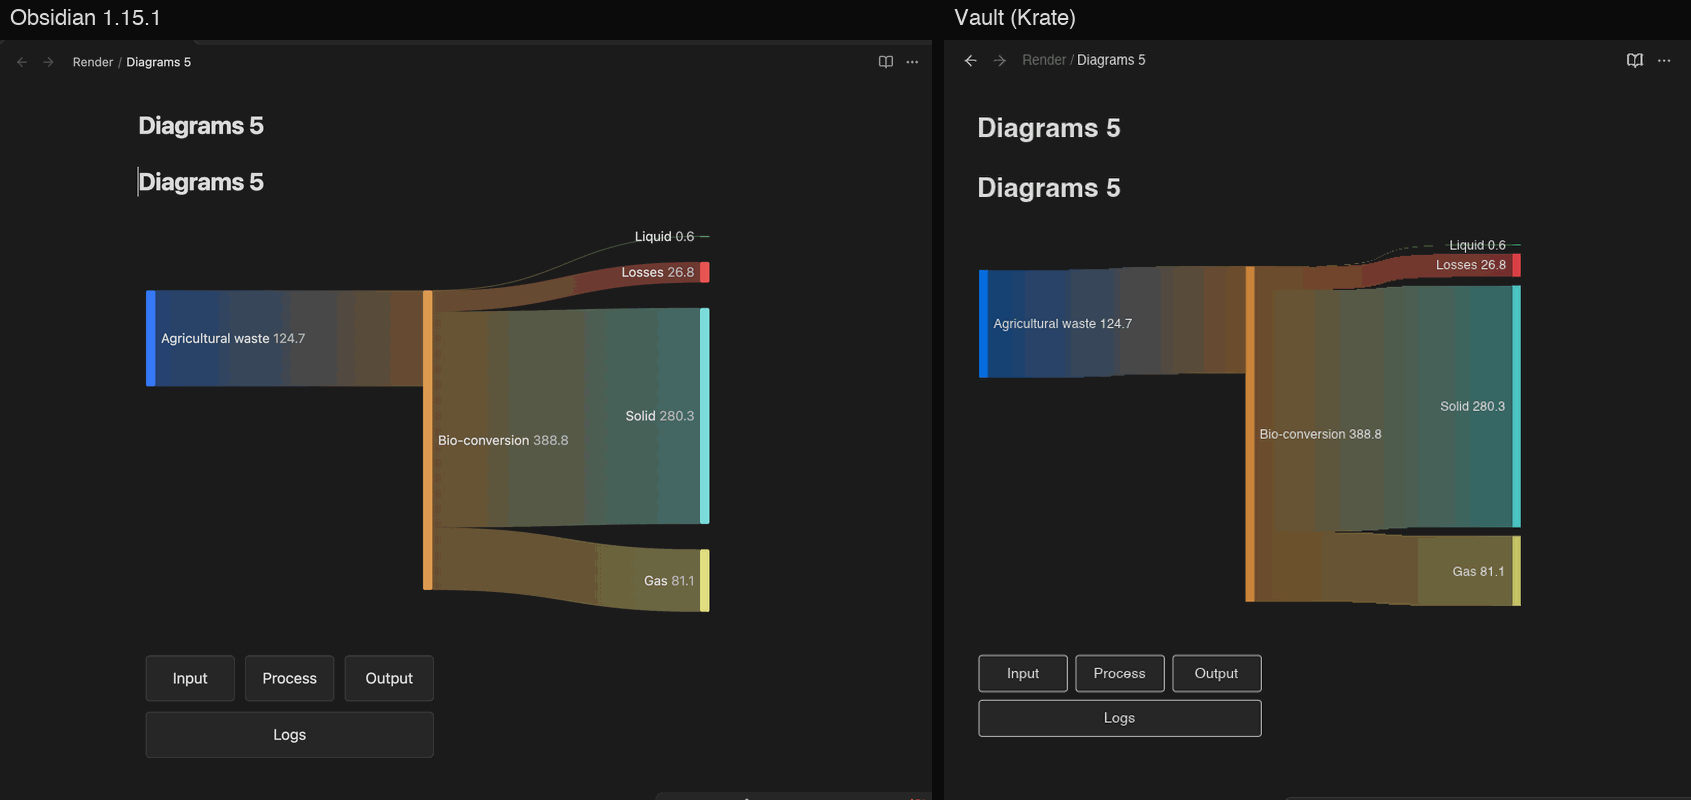 Obsidian 1.15.1
Render / Diagrams 5
Diagrams 5
Diagrams 5
Liquid 0.6
Losses 26.8
Agricultural waste 124.7
Solid 280.3
Bio-conversion 388.8
Gas 81.1
Input Process Output
Logs
Vault (Krate)
Render / Diagrams 5
Diagrams 5
Diagrams 5
Liquid 0.6
Losses 26.8
Agricultural waste 124.7
Solid 280.3
Bio-conversion 388.8
Gas 81.1
Input Process Output
Logs